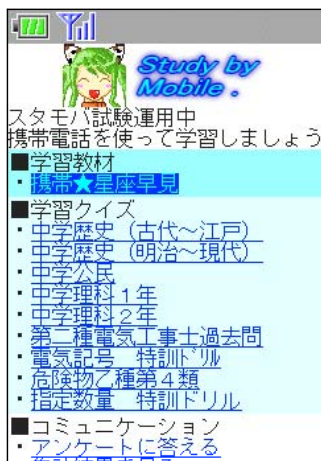 Study by
Mobile .
スタモバ試験運用中
携帯電話を使って学習しましょう
■学習教材
・携帯★星座早見
■学習クイズ
・中学歴史（古代～江戸）
・中学歴史（明治～現代）
・中学公民
・中学理科１年
・中学理科２年
・第二種電気工事士過去問
・電気記号　特訓ﾄﾞﾘﾙ
・危険物乙種第４類
・指定数量　特訓ドリル
■コミュニケーション
・アンケートに答える